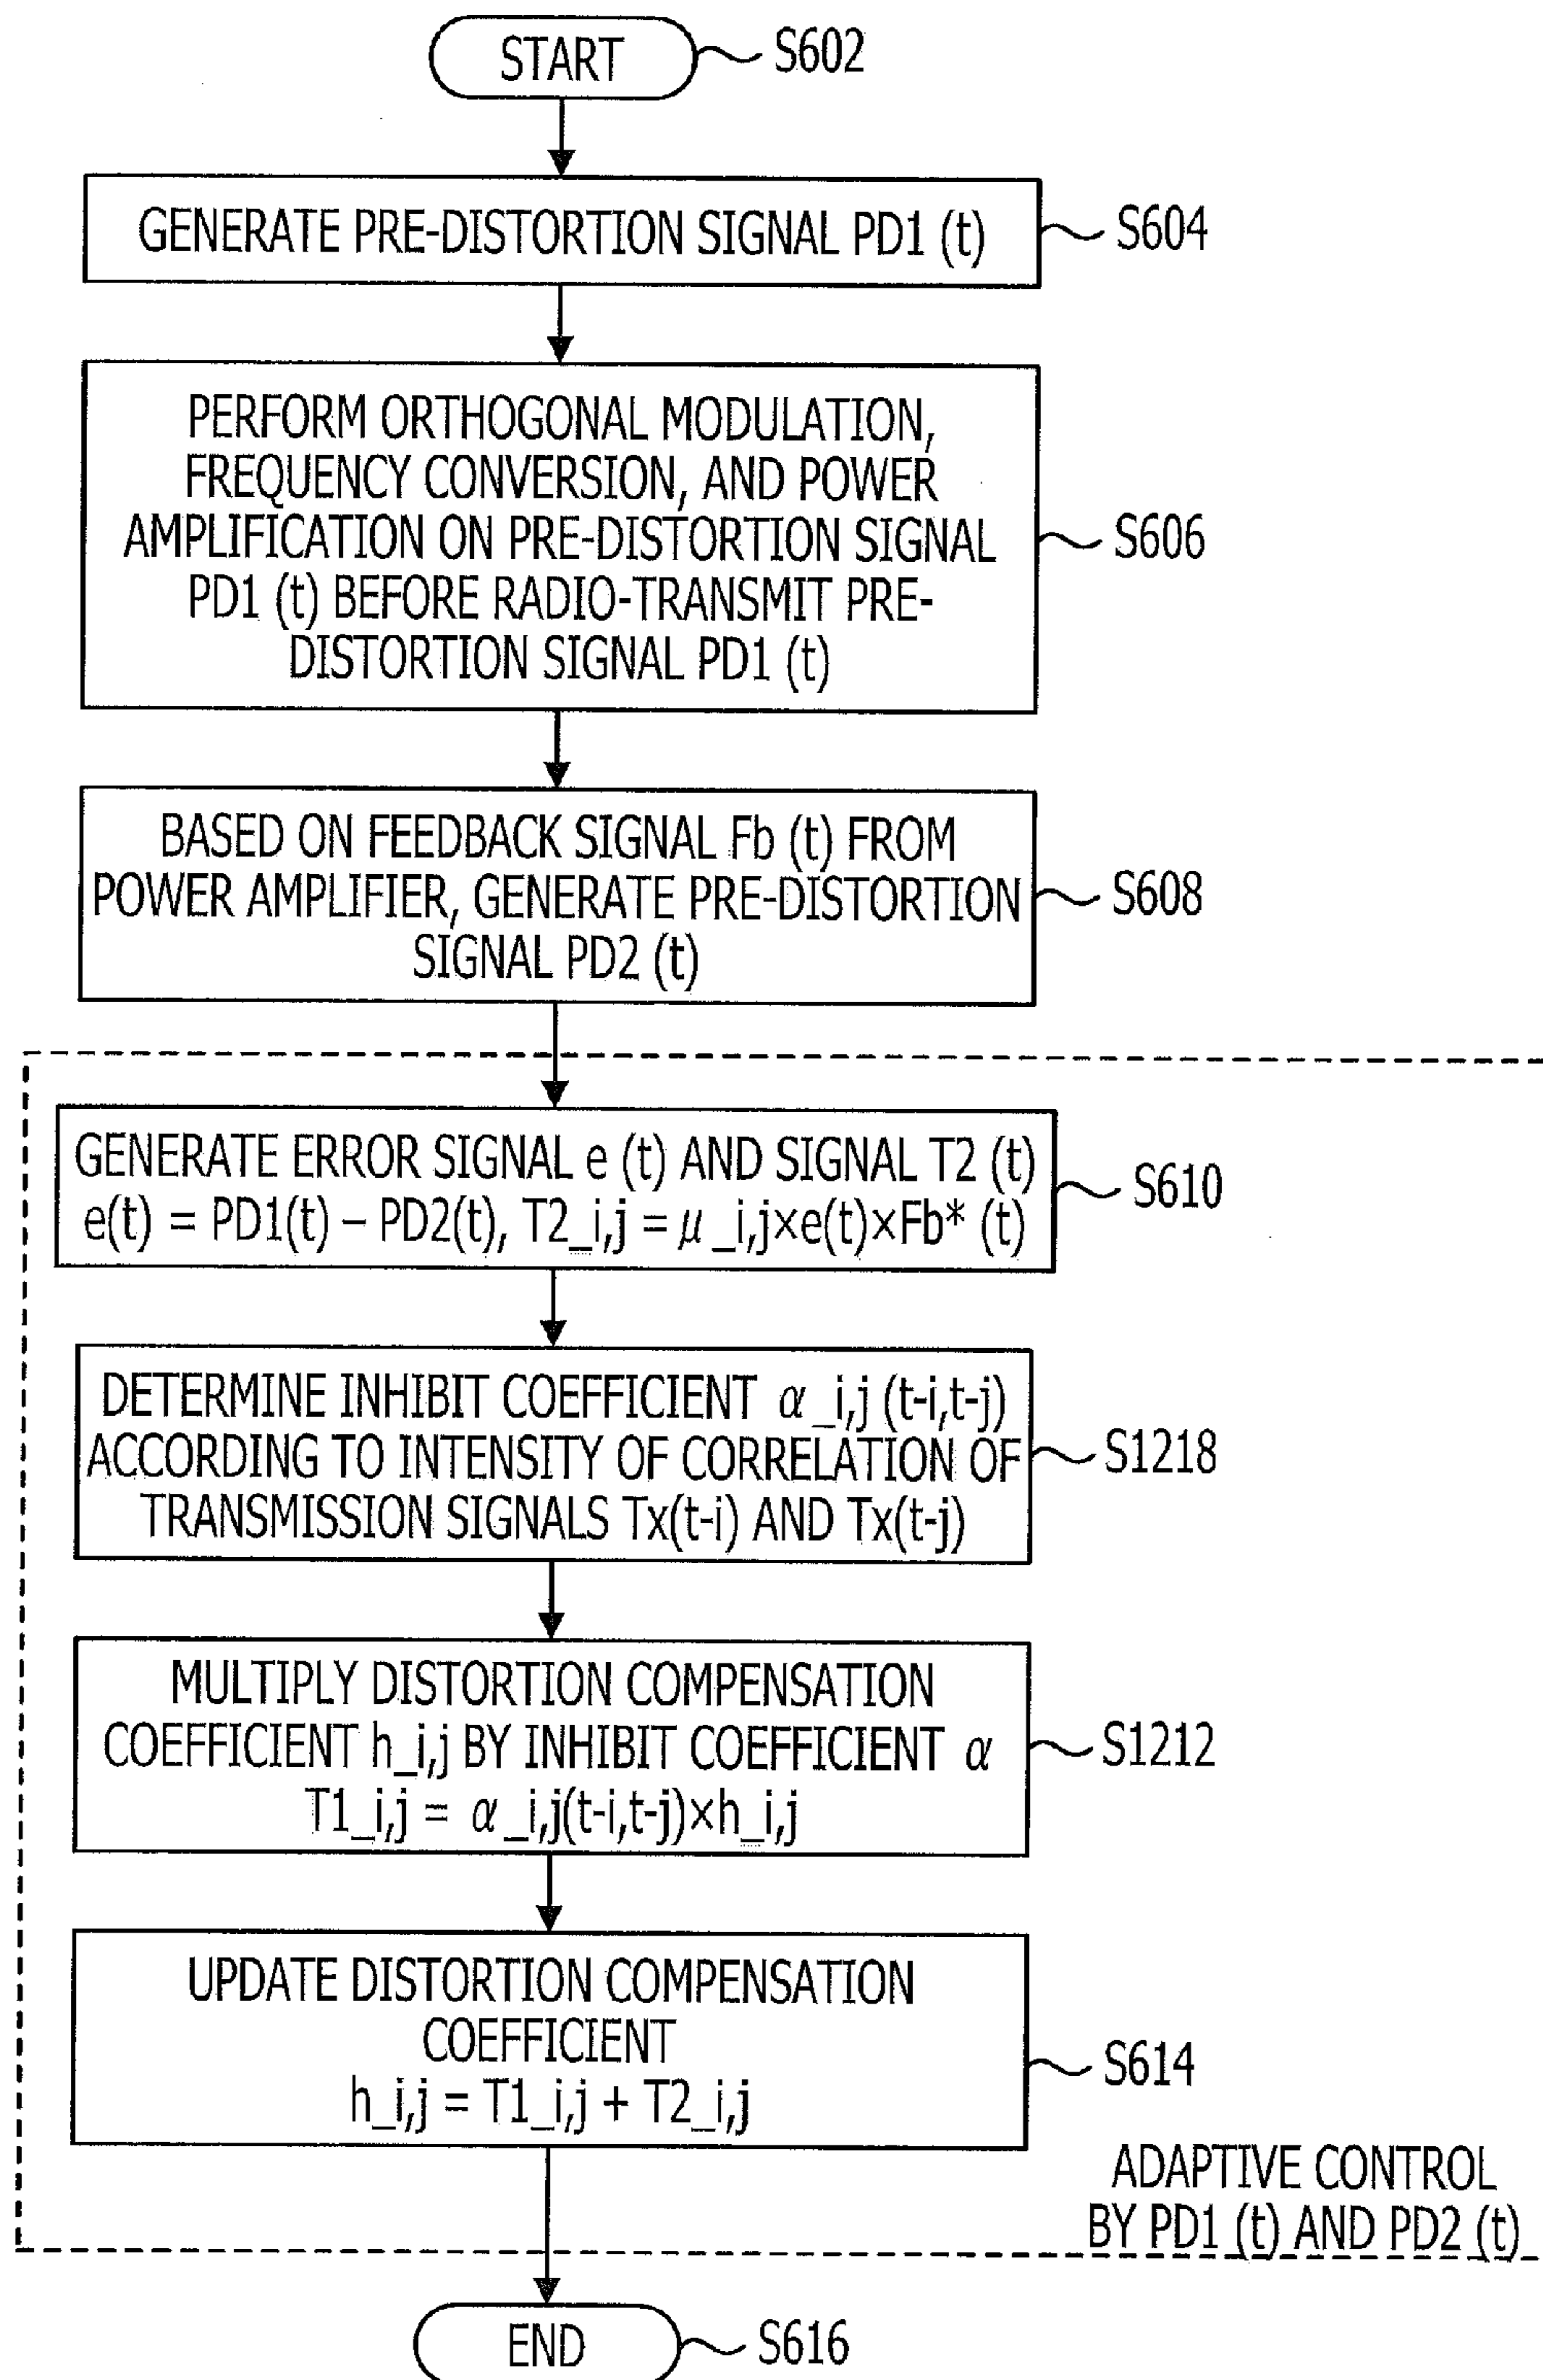 START
S602
GENERATE PRE-DISTORTION SIGNAL PD1 (t)
S604
PERFORM ORTHOGONAL MODULATION,
FREQUENCY CONVERSION, AND POWER
AMPLIFICATION ON PRE-DISTORTION SIGNAL
PD1 (t) BEFORE RADIO-TRANSMIT PRE-
DISTORTION SIGNAL PD1 (t)
S606
BASED ON FEEDBACK SIGNAL Fb (t) FROM
POWER AMPLIFIER, GENERATE PRE-DISTORTION
SIGNAL PD2 (t)
S608
GENERATE ERROR SIGNAL e (t) AND SIGNAL T2 (t)
e(t) = PD1(t) – PD2(t), T2_i,j = μ_i,j×e(t)×Fb* (t)
S610
DETERMINE INHIBIT COEFFICIENT α_i,j (t-i,t-j)
ACCORDING TO INTENSITY OF CORRELATION OF
TRANSMISSION SIGNALS Tx(t-i) AND Tx(t-j)
S1218
MULTIPLY DISTORTION COMPENSATION
COEFFICIENT h_i,j BY INHIBIT COEFFICIENT α
T1_i,j = α_i,j(t-i,t-j)×h_i,j
S1212
UPDATE DISTORTION COMPENSATION
COEFFICIENT
h_i,j = T1_i,j + T2_i,j
S614
ADAPTIVE CONTROL
BY PD1 (t) AND PD2 (t)
END
S616